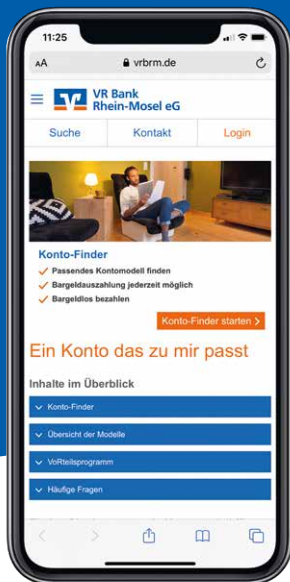 11:25
AA
vrbrm.de
VR Bank
Rhein-Mosel eG
Suche Kontakt Login
Konto-Finder
Passendes Kontomodell finden
Bargeldauszahlung jederzeit möglich
Bargeldlos bezahlen
Konto-Finder starten
Ein Konto das zu mir passt
Inhalte im Überblick
Konto-Finder
Übersicht der Modelle
VoRteilsprogramm
Häufige Fragen